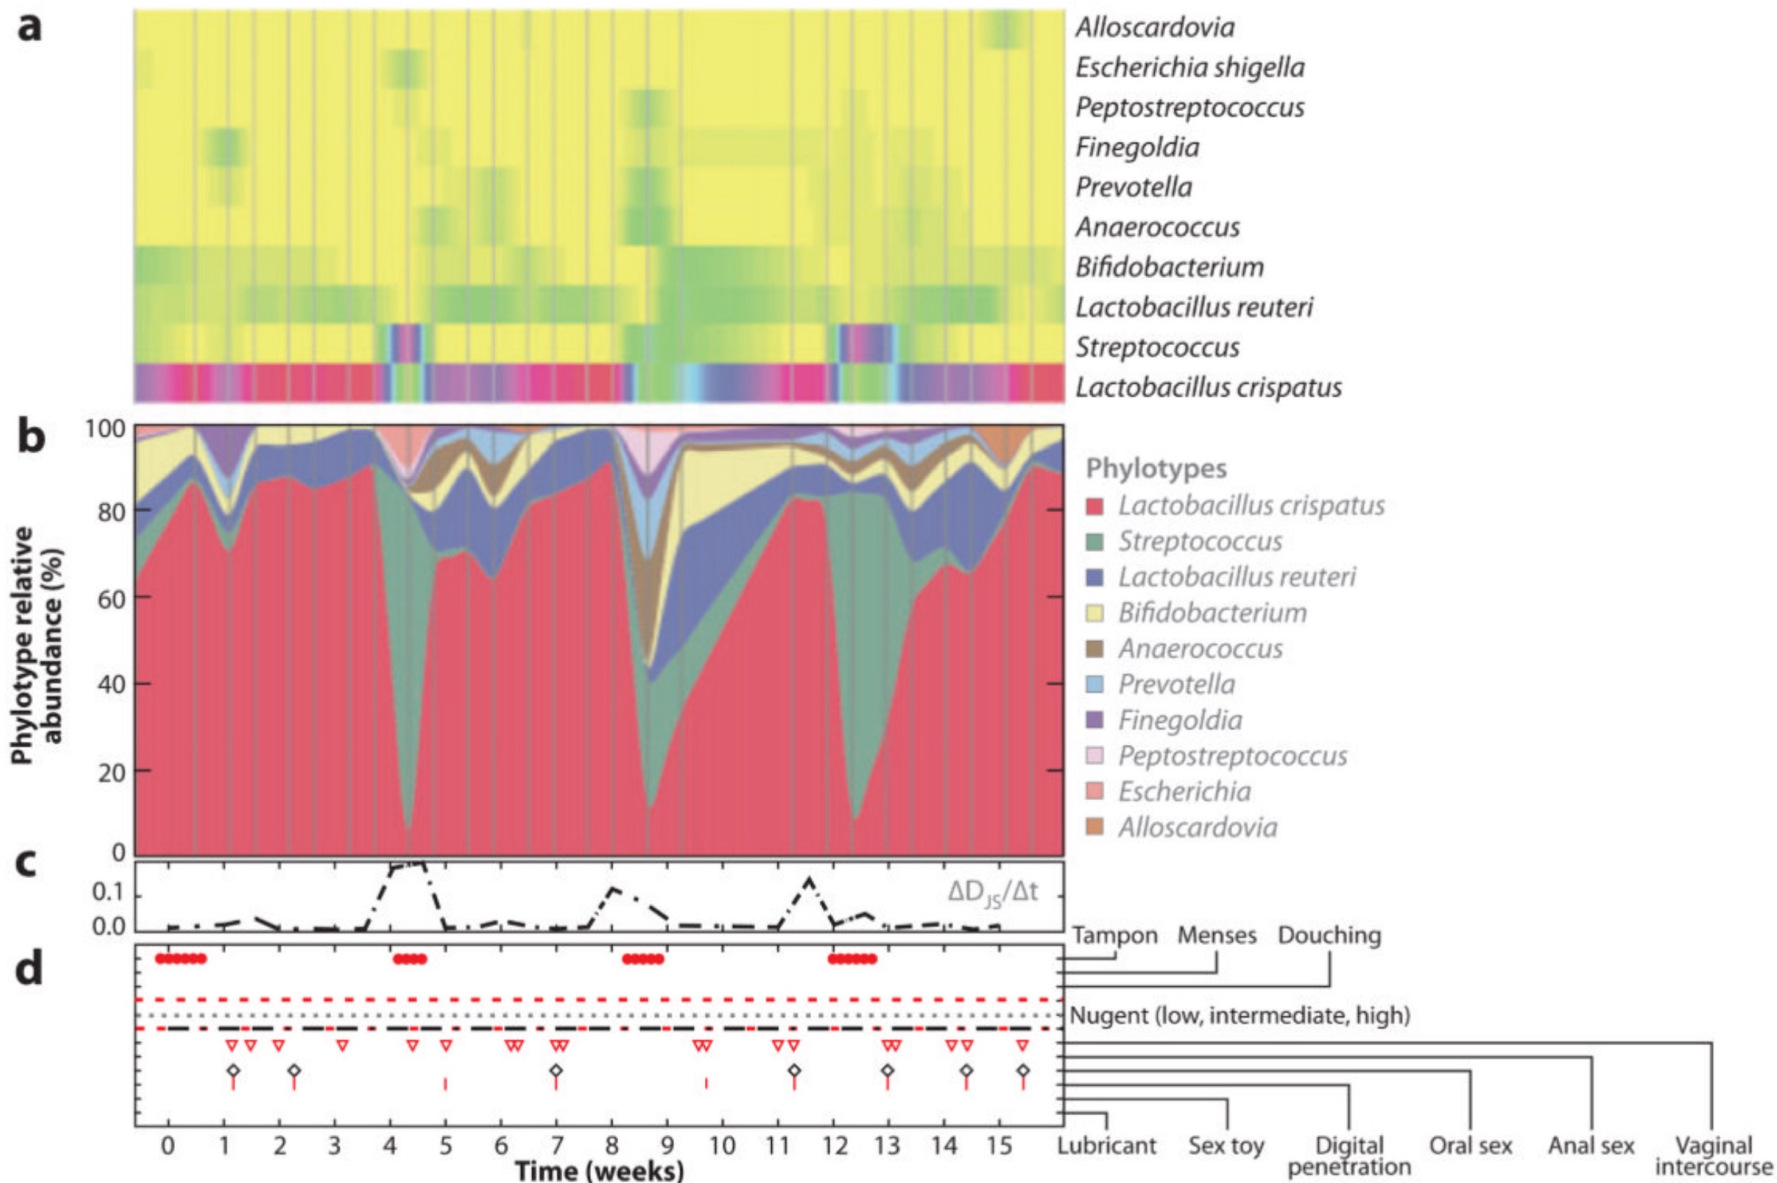 a
Alloscardovia
Escherichia shigella
Peptostreptococcus
Finegoldia
Prevotella
Anaerococcus
Bifidobacterium
Lactobacillus reuteri
Streptococcus
Lactobacillus crispatus
b
100
80
60
40
20
0
Phylotype relative
abundance (%)
Phylotypes
Lactobacillus crispatus
Streptococcus
Lactobacillus reuteri
Bifidobacterium
Anaerococcus
Prevotella
Finegoldia
Peptostreptococcus
Escherichia
Alloscardovia
c
0.1
0.0
ΔD_JS/Δt
d
Tampon Menses Douching
Nugent (low, intermediate, high)
0 1 2 3 4 5 6 7 8 9 10 11 12 13 14 15
Time (weeks)
Lubricant Sex toy Digital penetration Oral sex Anal sex Vaginal intercourse